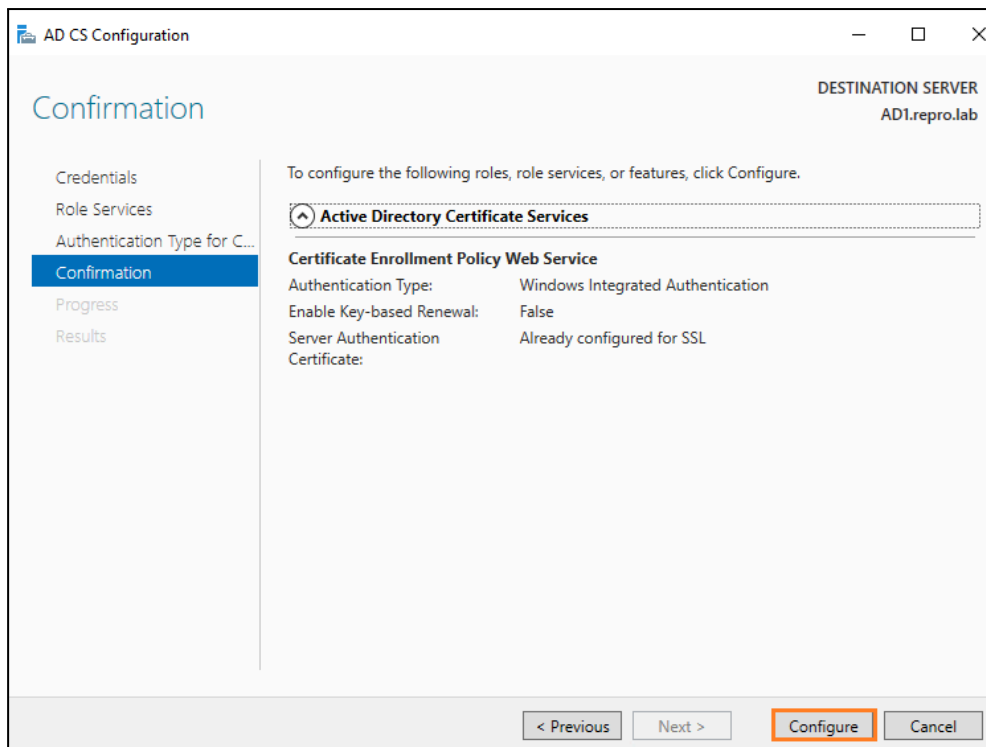 AD CS Configuration
DESTINATION SERVER
AD1.repro.lab
Confirmation
Credentials
Role Services
Authentication Type for C...
Confirmation
Progress
Results
To configure the following roles, role services, or features, click Configure.
Active Directory Certificate Services
Certificate Enrollment Policy Web Service
Authentication Type: Windows Integrated Authentication
Enable Key-based Renewal: False
Server Authentication Already configured for SSL
Certificate:
< Previous Next > Configure Cancel